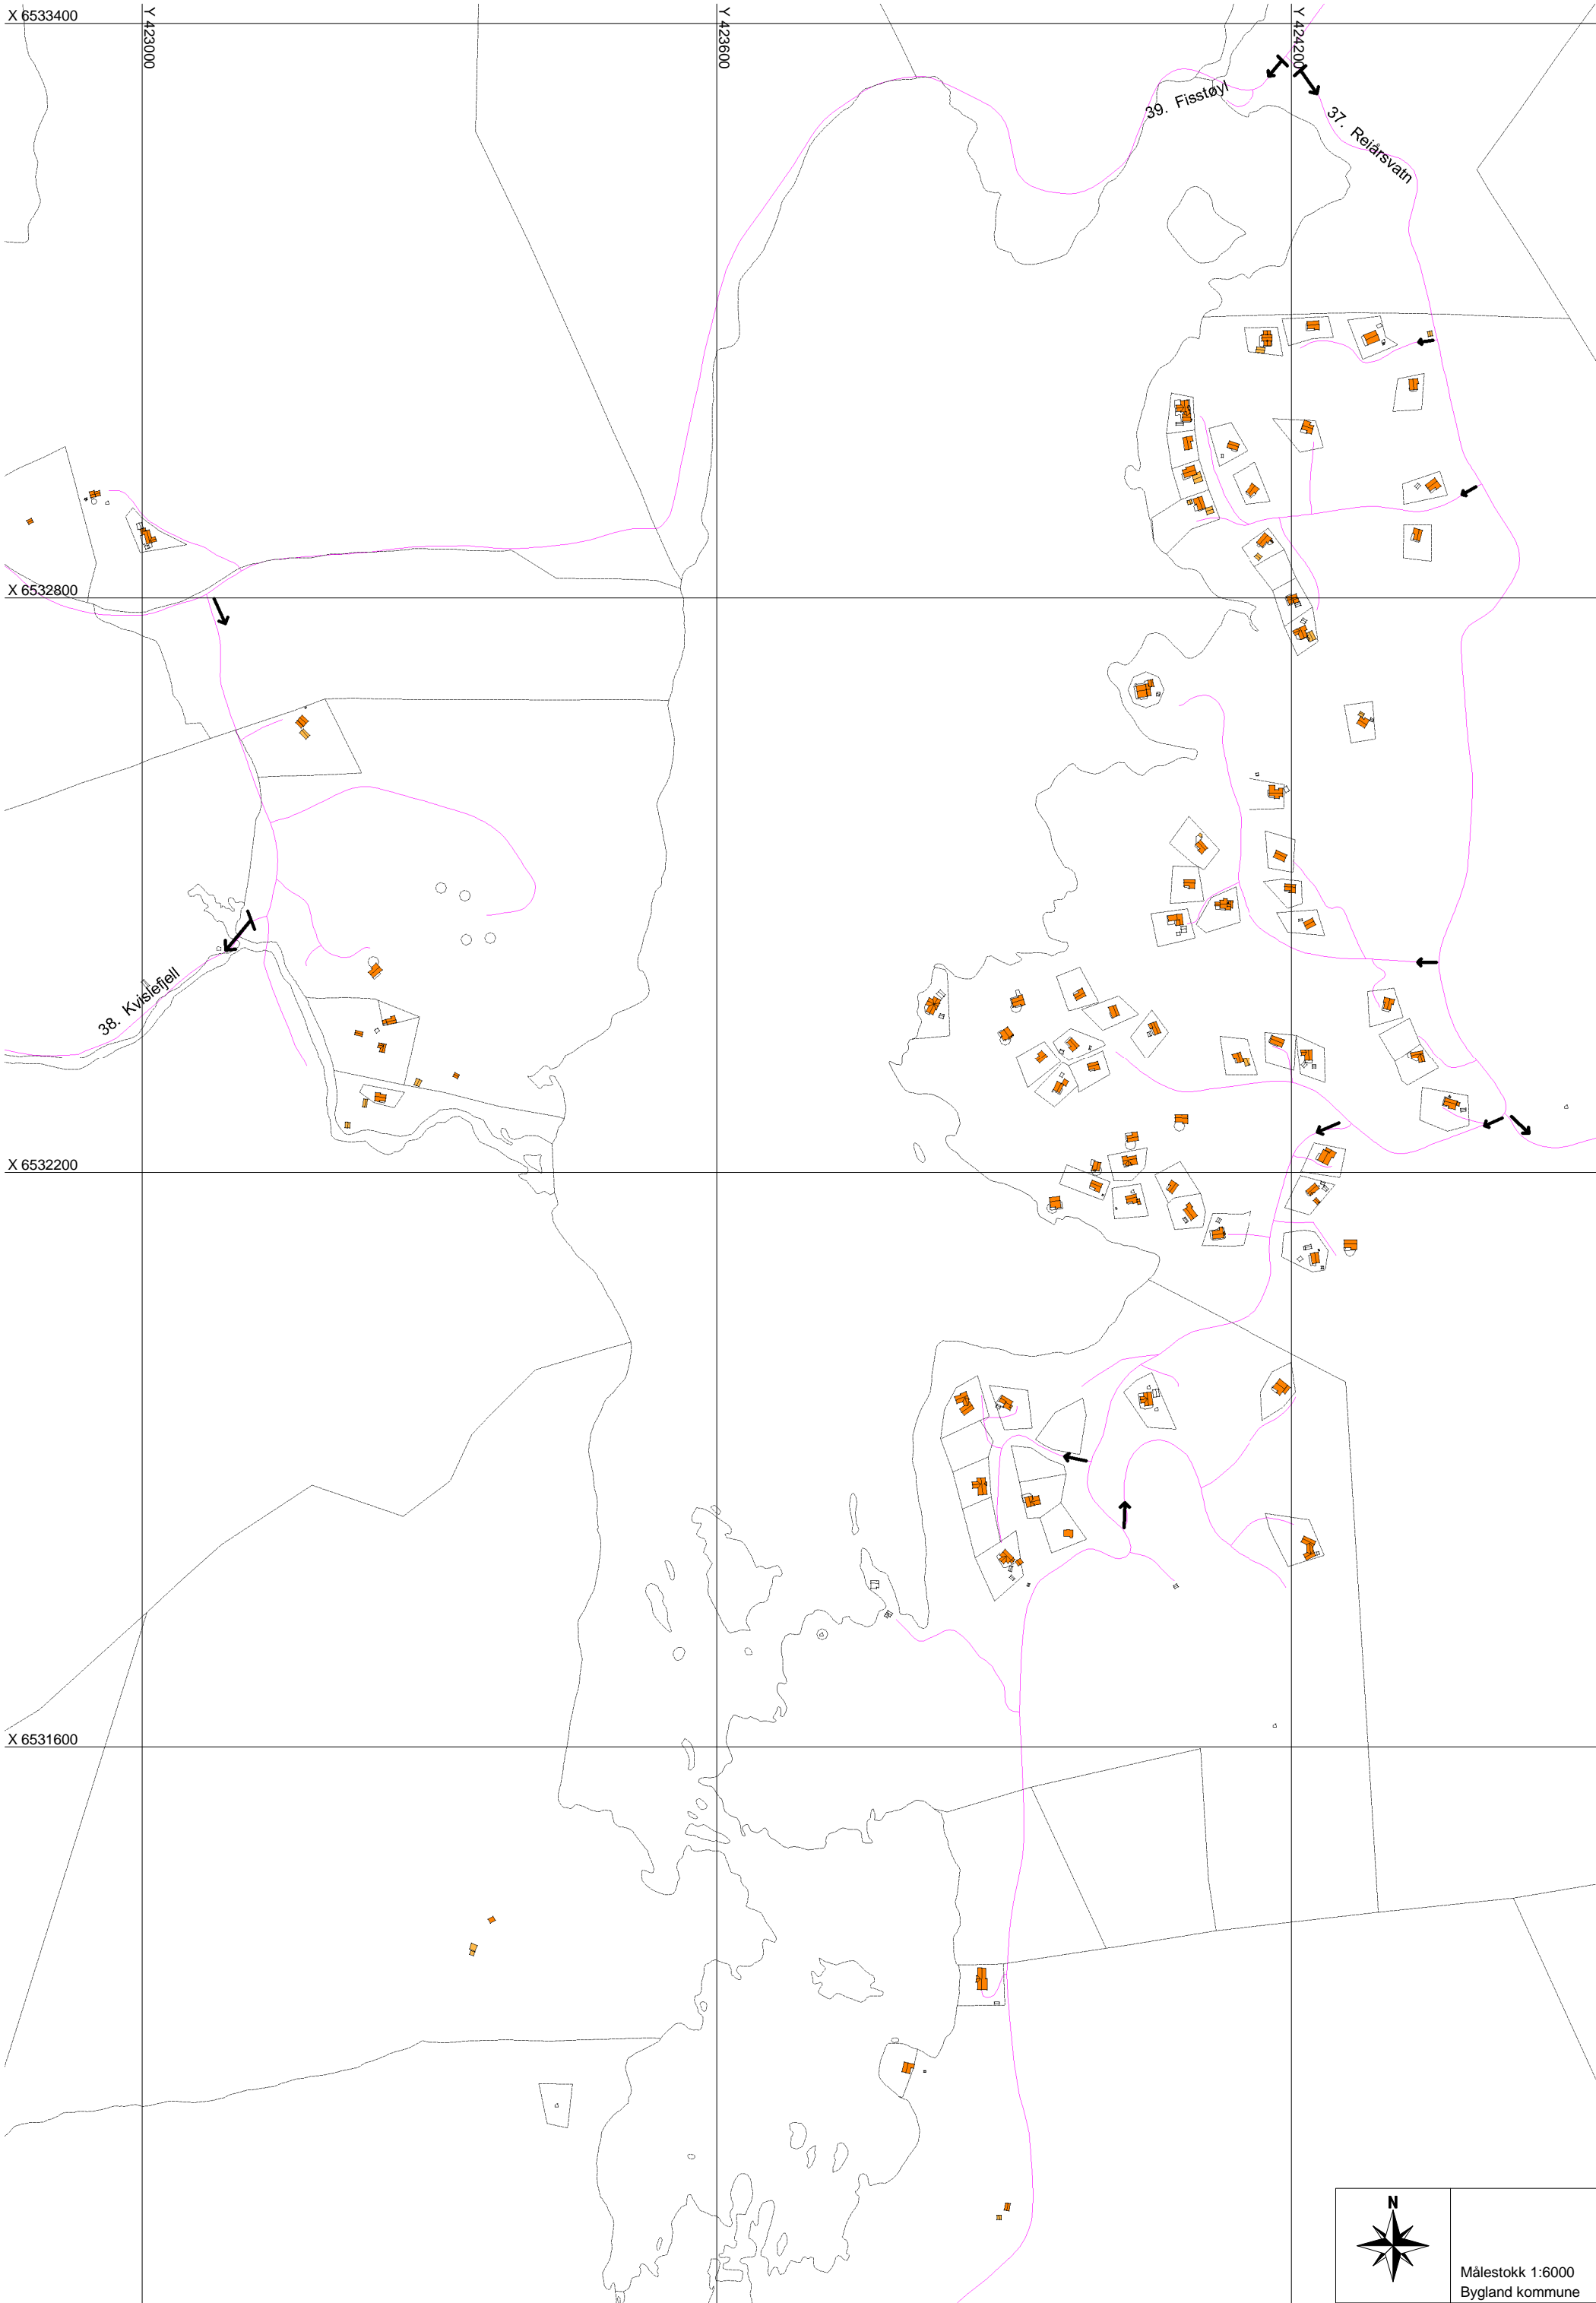 X 6533400
Y 423000
Y 423600
Y 424200
39. Fisstøyl
37. Reiårsvatn
X 6532800
38. Kvislefjell
X 6532200
X 6531600
N
Målestokk 1:6000
Bygland kommune